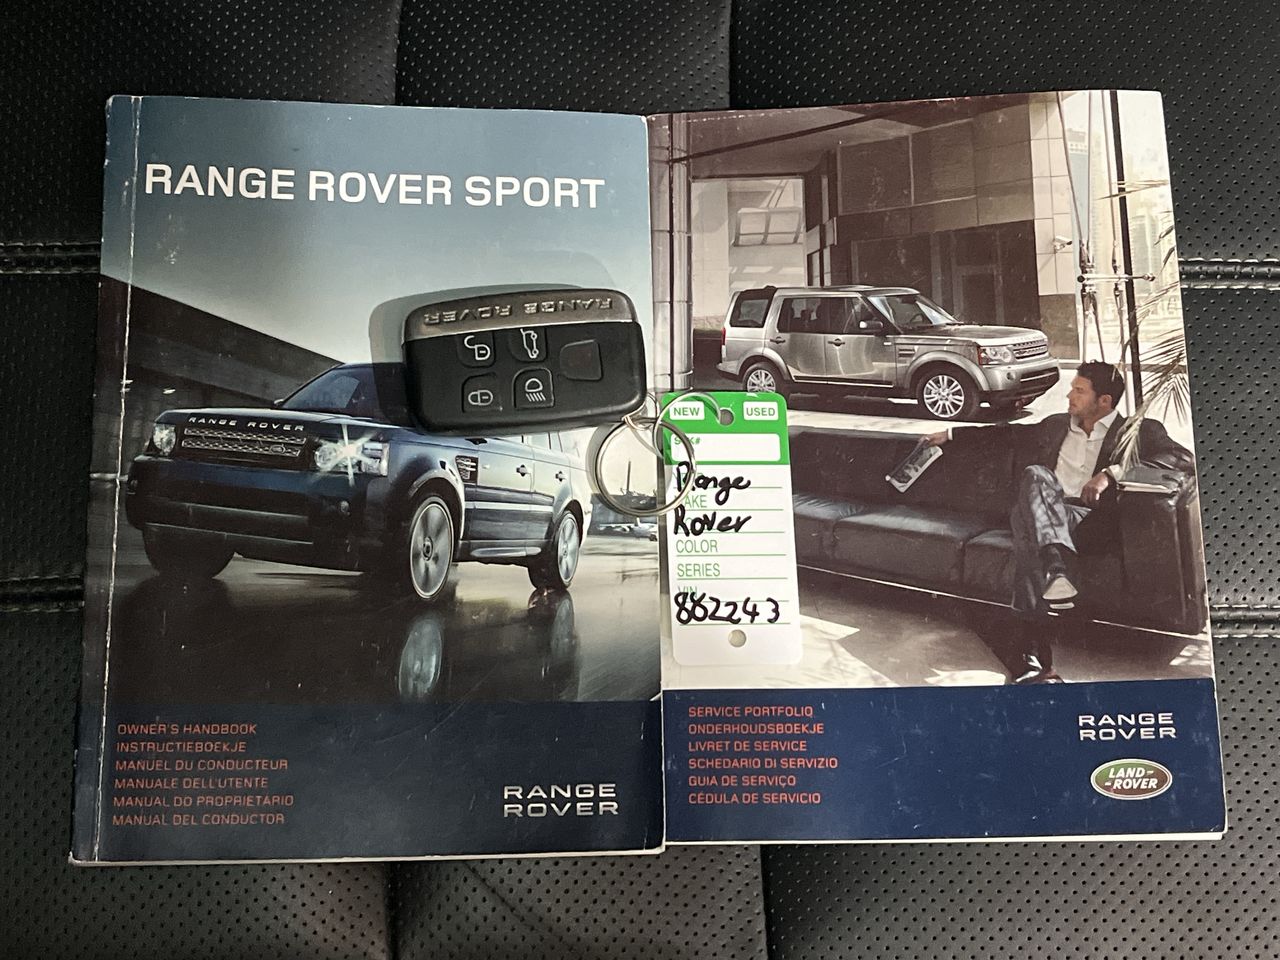 RANGE ROVER SPORT
RANGE ROVER
RANGE ROVER
OWNER'S HANDBOOK
INSTRUCTIEBOEKJE
MANUEL DU CONDUCTEUR
MANUALE DELL'UTENTE
MANUAL DO PROPRIETARIO
MANUAL DEL CONDUCTOR
RANGE
ROVER
NEW USED
Range
Rover
COLOR
SERIES
VIN
882243
SERVICE PORTFOLIO
ONDERHOUDSBOEKJE
LIVRET DE SERVICE
SCHEDARIO DI SERVIZIO
GUIA DE SERVIÇO
CÉDULA DE SERVICIO
RANGE
ROVER
LAND-
-ROVER